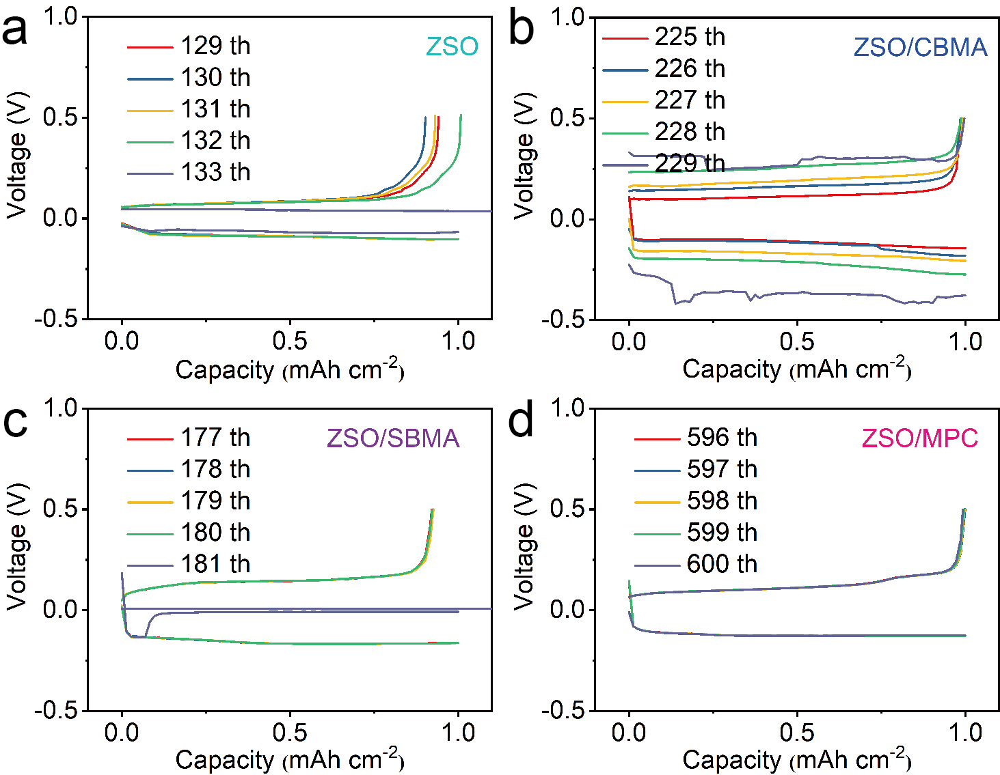 a
1.0
0.5
0.0
-0.5
Voltage (V)
129 th
130 th
131 th
132 th
133 th
ZSO
0.0
0.5
1.0
Capacity (mAh cm-2)
b
1.0
0.5
0.0
-0.5
Voltage (V)
225 th
226 th
227 th
228 th
229 th
ZSO/CBMA
0.0
0.5
1.0
Capacity (mAh cm-2)
c
1.0
0.5
0.0
-0.5
Voltage (V)
177 th
178 th
179 th
180 th
181 th
ZSO/SBMA
0.0
0.5
1.0
Capacity (mAh cm-2)
d
1.0
0.5
0.0
-0.5
Voltage (V)
596 th
597 th
598 th
599 th
600 th
ZSO/MPC
0.0
0.5
1.0
Capacity (mAh cm-2)